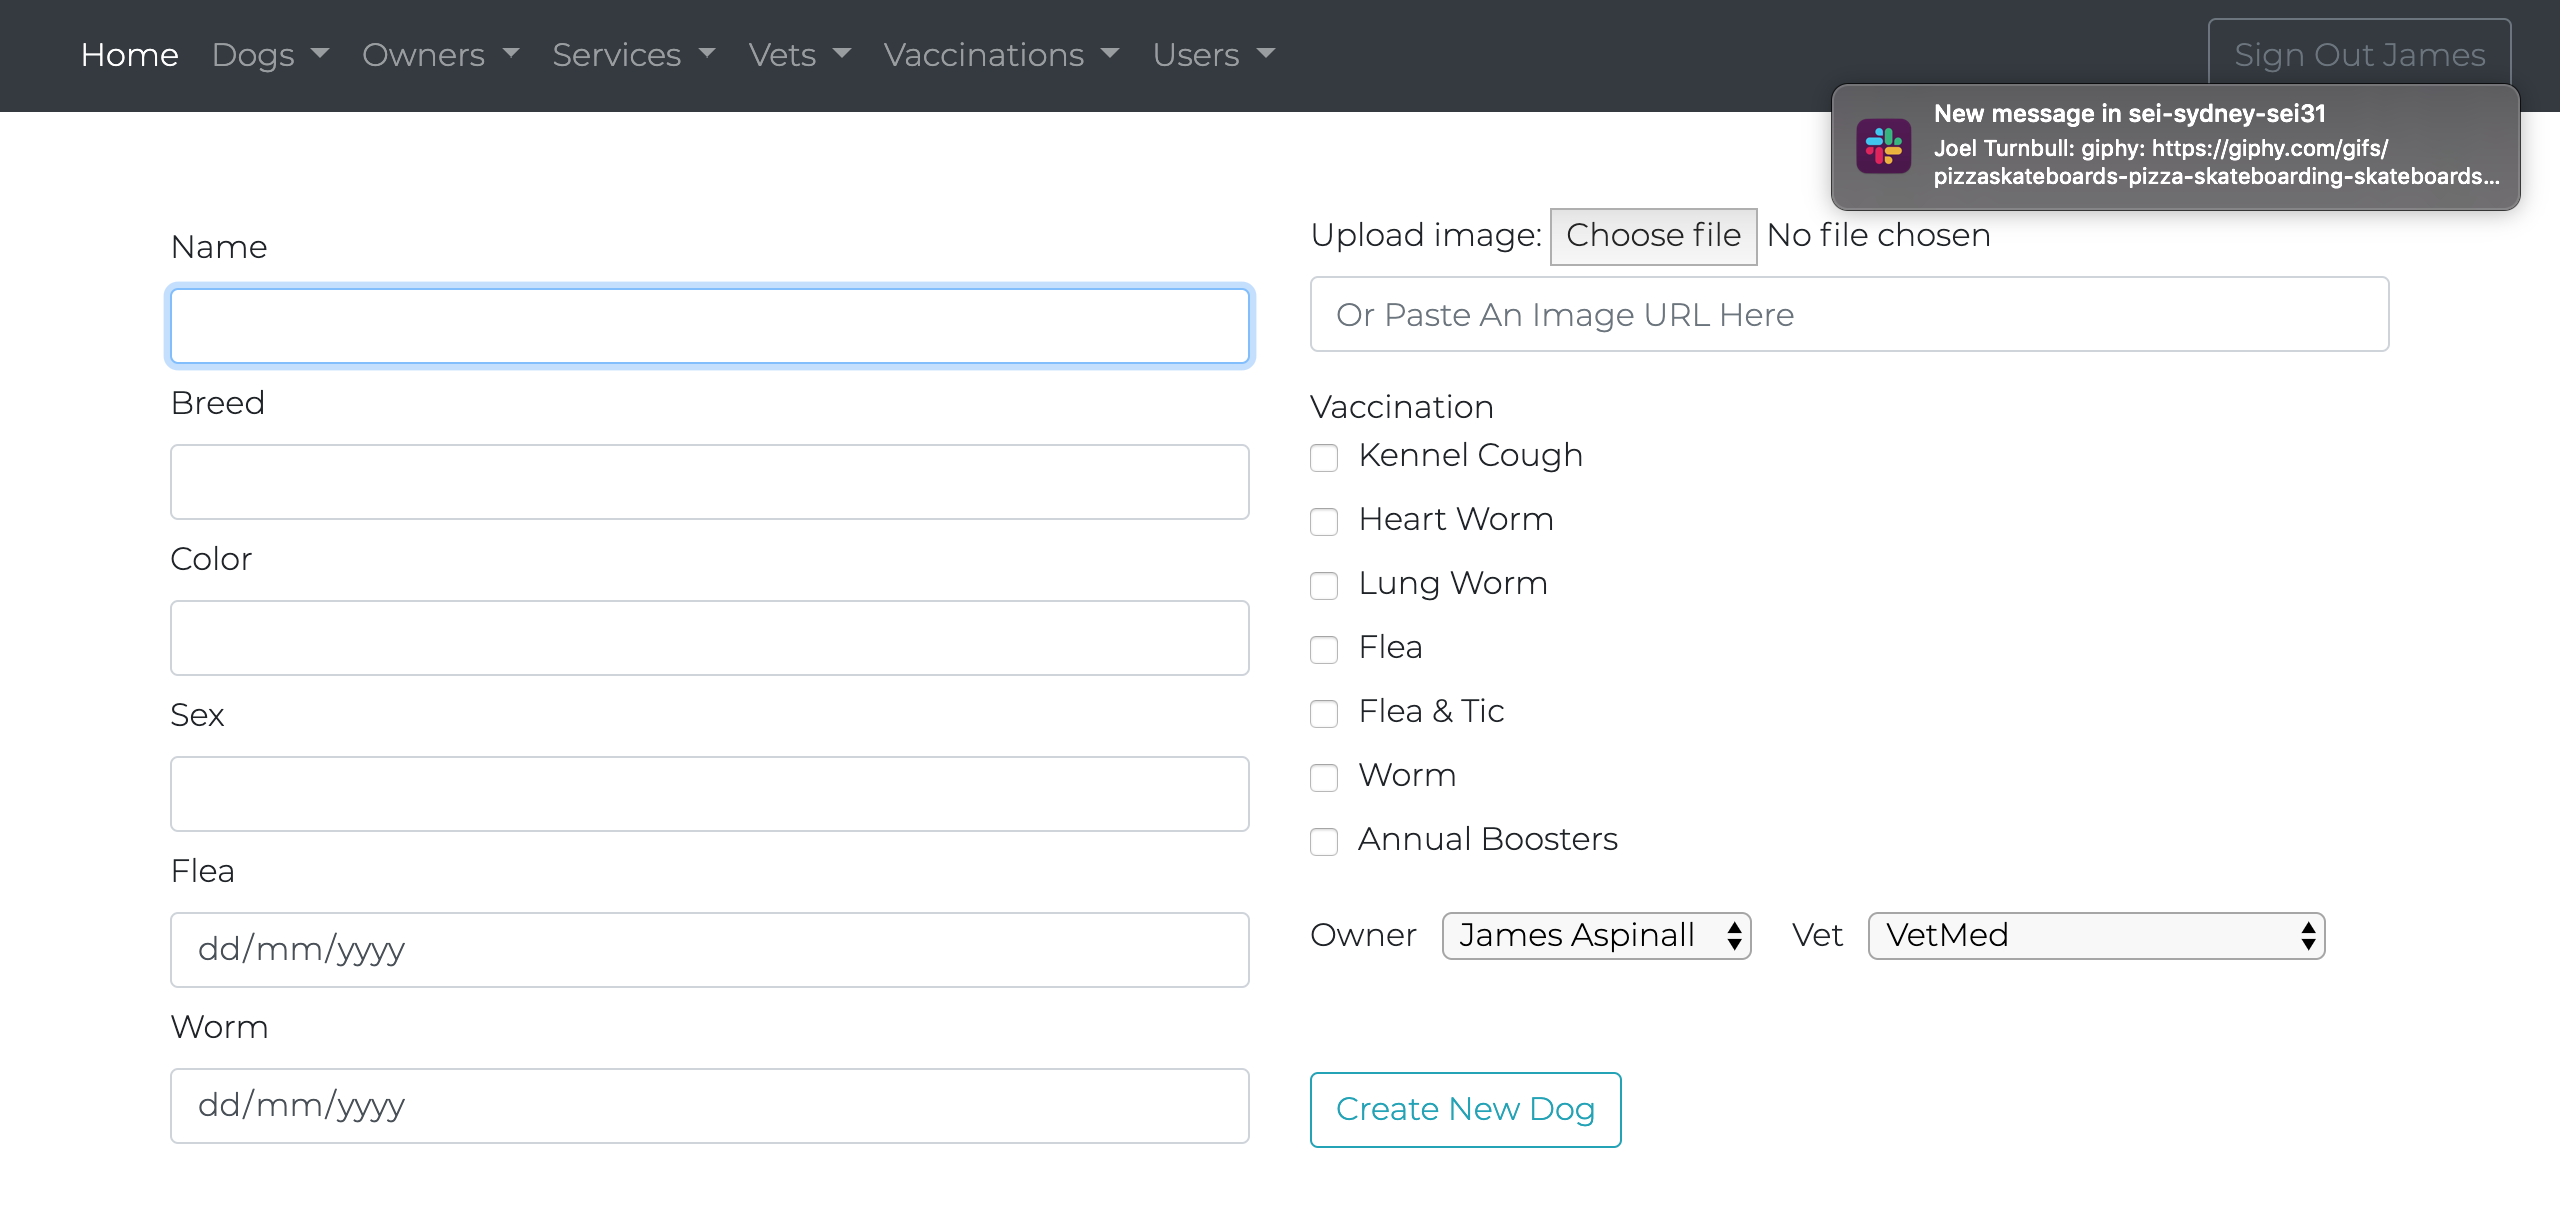 Home Dogs Owners Services Vets Vaccinations Users Sign Out James
New message in sei-sydney-sei31
Joel Turnbull: giphy: https://giphy.com/gifs/
pizzaskateboards-pizza-skateboarding-skateboards...
Name
Breed
Color
Sex
Flea
dd/mm/yyyy
Worm
dd/mm/yyyy
Upload image: Choose file No file chosen
Or Paste An Image URL Here
Vaccination
Kennel Cough
Heart Worm
Lung Worm
Flea
Flea & Tic
Worm
Annual Boosters
Owner James Aspinall Vet VetMed
Create New Dog